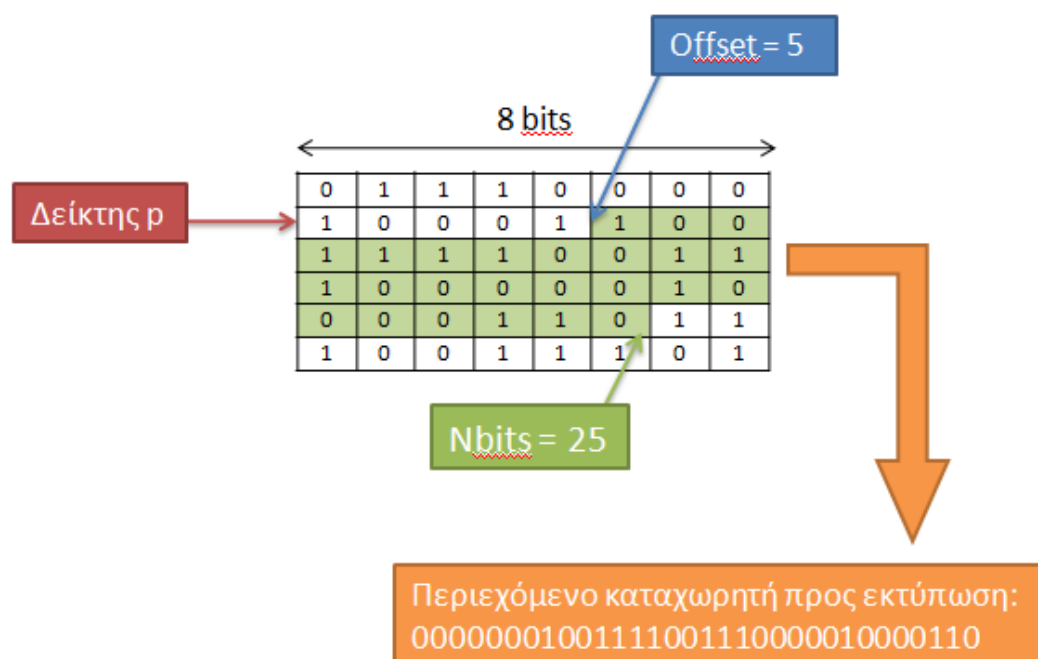 Offset = 5
8 bits
Δείκτης p
0 1 1 1 0 0 0 0
1 0 0 0 1 1 0 0
1 1 1 1 0 0 1 1
1 0 0 0 0 0 1 0
0 0 0 1 1 0 1 1
1 0 0 1 1 1 0 1
Nbits = 25
Περιεχόμενο καταχωρητή προς εκτύπωση:
00000001001111001110000010000110